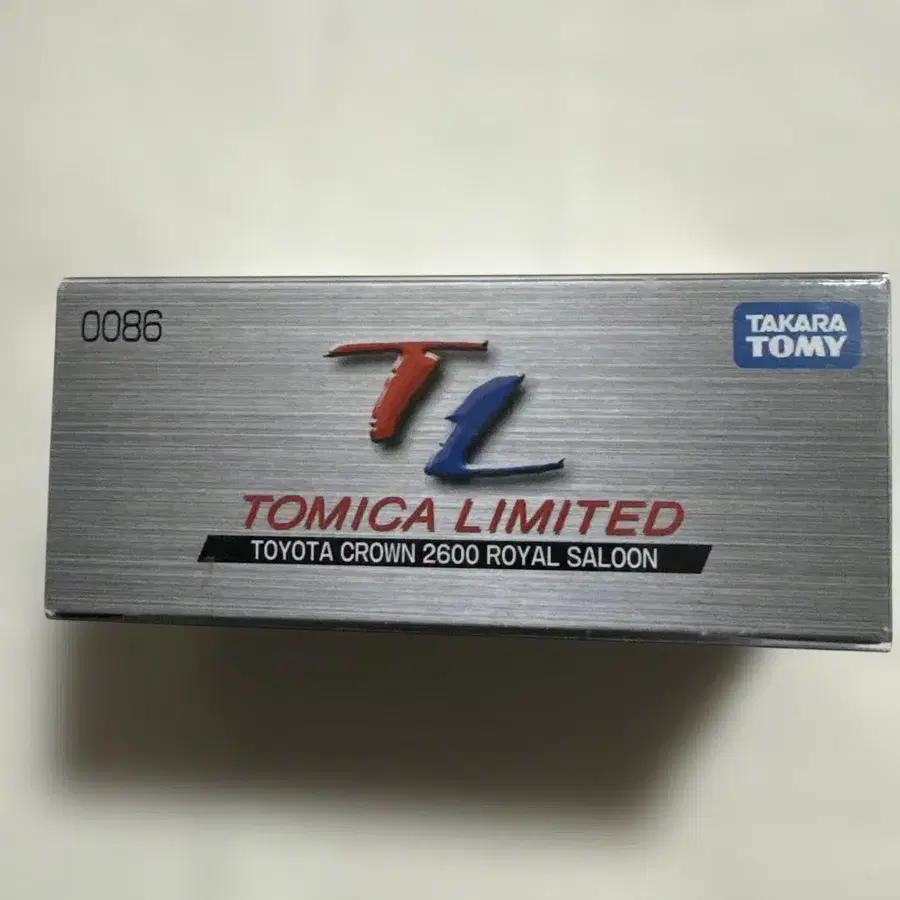 0086
TAKARA
TOMY
TL
TOMICA LIMITED
TOYOTA CROWN 2600 ROYAL SALOON